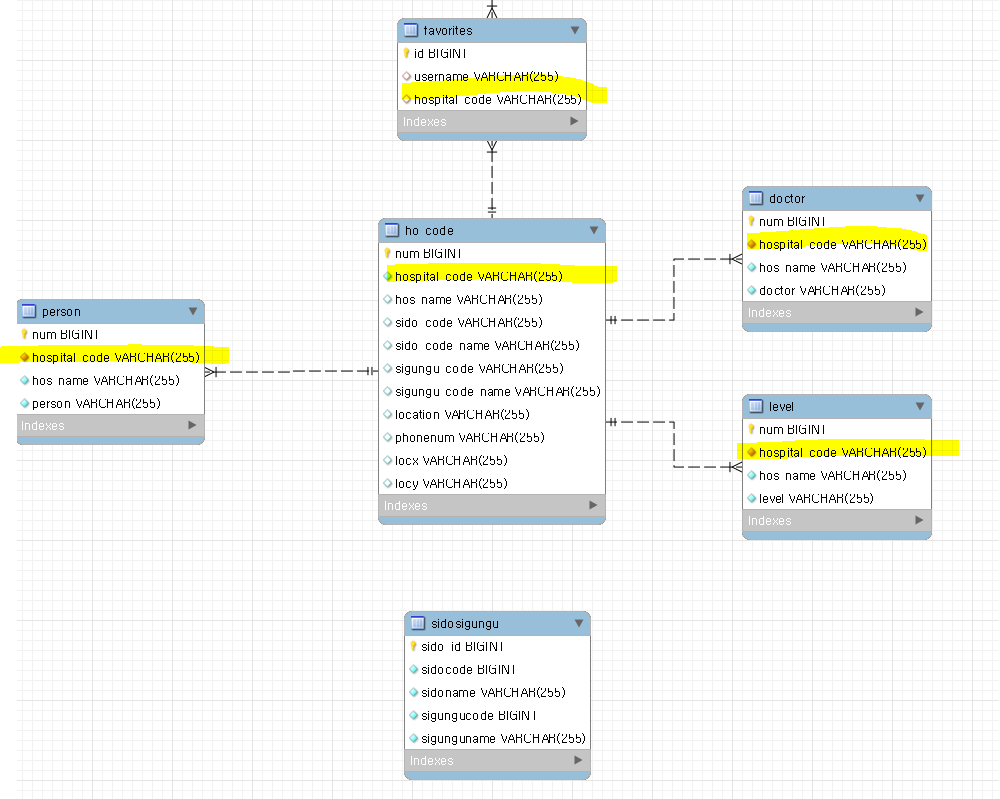 favorites
id BIGINT
username VARCHAR(255)
hospital_code VARCHAR(255)
Indexes
ho_code
num BIGINT
hospital_code VARCHAR(255)
hos_name VARCHAR(255)
sido_code VARCHAR(255)
sido_code_name VARCHAR(255)
sigungu_code VARCHAR(255)
sigungu_code_name VARCHAR(255)
location VARCHAR(255)
phonenum VARCHAR(255)
locx VARCHAR(255)
locy VARCHAR(255)
Indexes
doctor
num BIGINT
hospital_code VARCHAR(255)
hos_name VARCHAR(255)
doctor VARCHAR(255)
Indexes
person
num BIGINT
hospital_code VARCHAR(255)
hos_name VARCHAR(255)
person VARCHAR(255)
Indexes
level
num BIGINT
hospital_code VARCHAR(255)
hos_name VARCHAR(255)
level VARCHAR(255)
Indexes
sidosigungu
sido_id BIGINT
sidocode BIGINT
sidoname VARCHAR(255)
sigungucode BIGINT
sigunguname VARCHAR(255)
Indexes